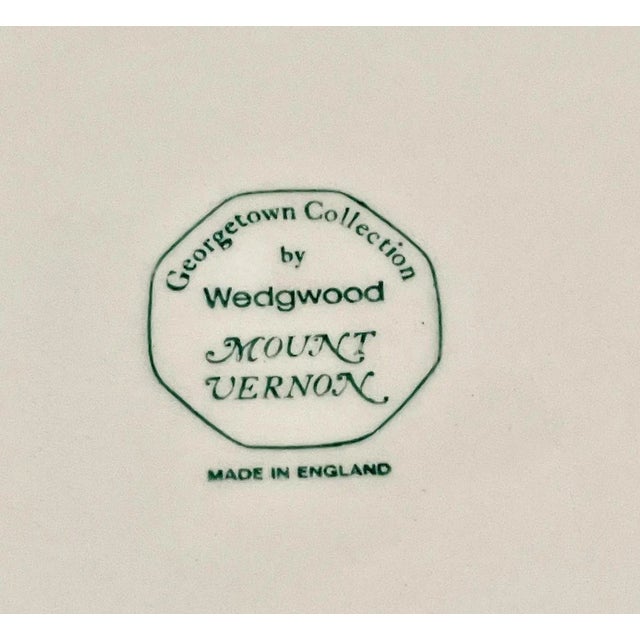 Georgetown Collection
by
Wedgwood
MOUNT
VERNON
MADE IN ENGLAND